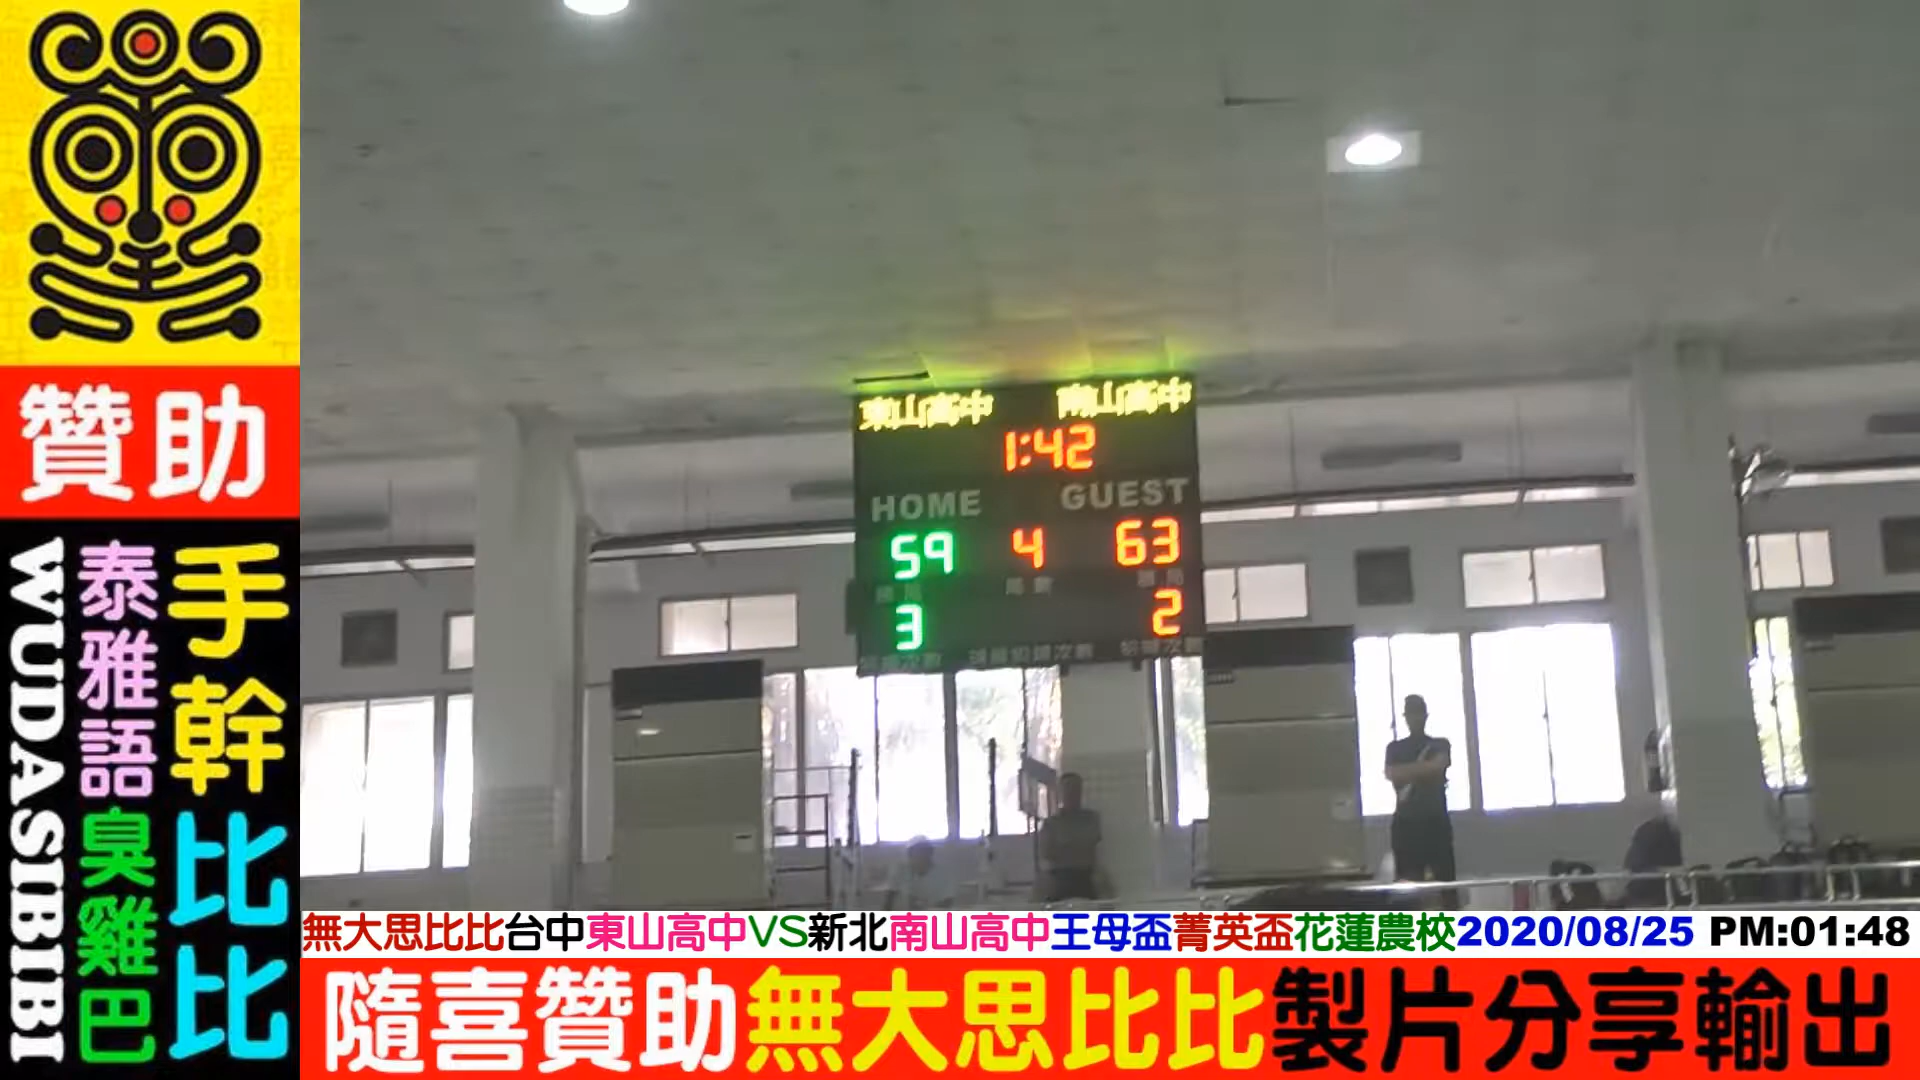 贊助
手幹比比
泰雅語臭雞巴
WUDASIBIBI
東山高中 南山高中
1:42
HOME GUEST
59 4 63
3 2
無大思比比台中東山高中VS新北南山高中王母盃菁英盃花蓮農校2020/08/25 PM:01:48
隨喜贊助無大思比比製片分享輸出